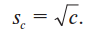 s_c = √c.